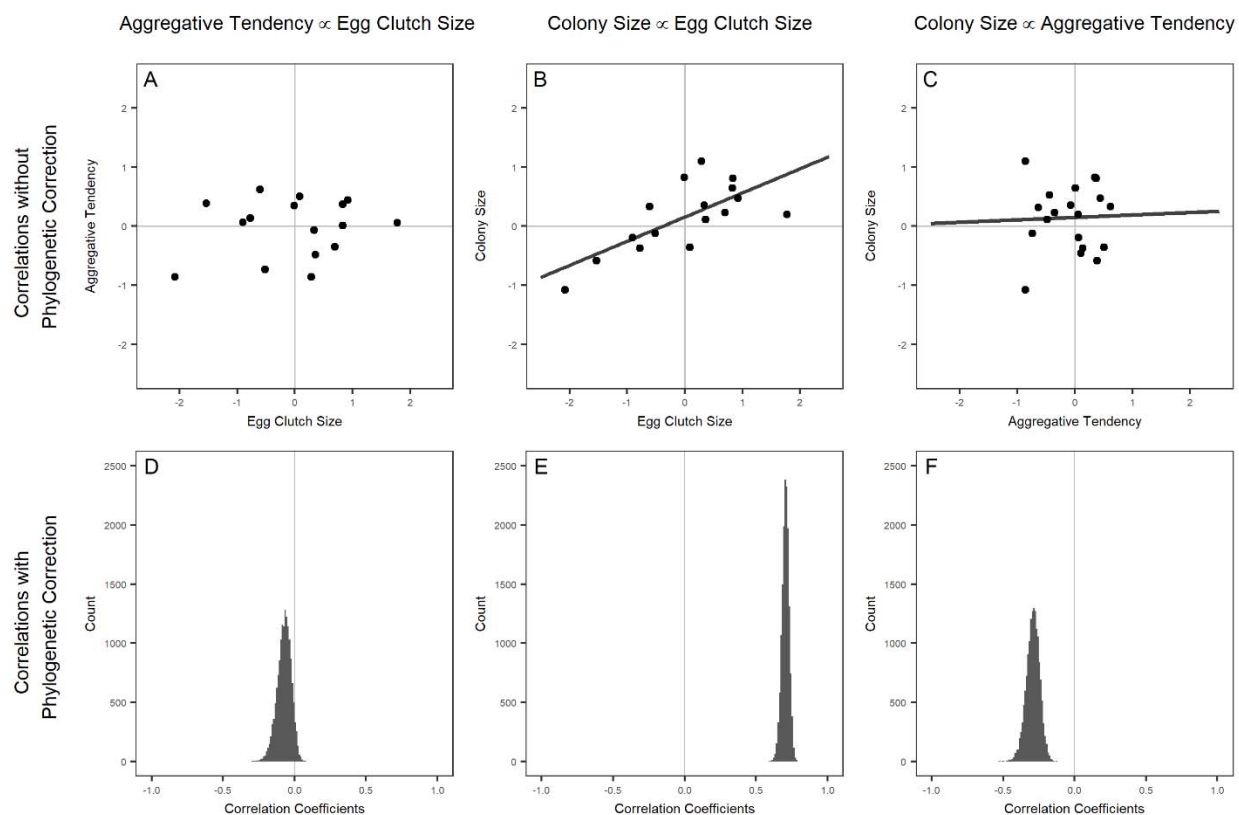 Aggregative Tendency ∝ Egg Clutch Size
Colony Size ∝ Egg Clutch Size
Colony Size ∝ Aggregative Tendency
Correlations without
Phylogenetic Correction
A
2
1
0
-1
-2
Aggregative Tendency
-2 -1 0 1 2
Egg Clutch Size
B
2
1
0
-1
-2
Colony Size
-2 -1 0 1 2
Egg Clutch Size
C
2
1
0
-1
-2
Colony Size
-2 -1 0 1 2
Aggregative Tendency
Correlations with
Phylogenetic Correction
D
2500
2000
1500
1000
500
0
Count
-1.0 -0.5 0.0 0.5 1.0
Correlation Coefficients
E
2500
2000
1500
1000
500
0
Count
-1.0 -0.5 0.0 0.5 1.0
Correlation Coefficients
F
2500
2000
1500
1000
500
0
Count
-1.0 -0.5 0.0 0.5 1.0
Correlation Coefficients